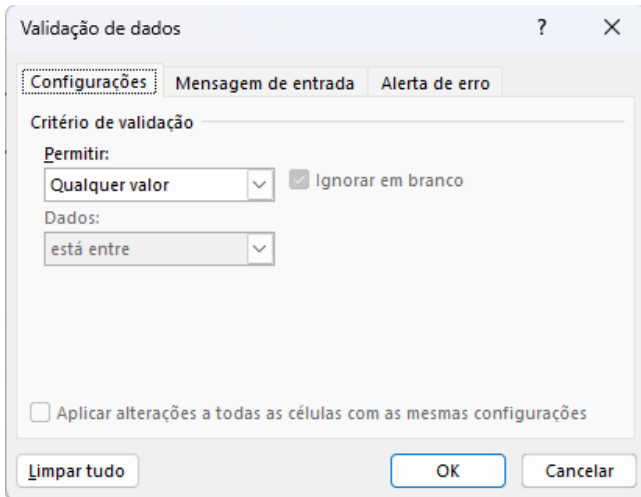 Validação de dados ?
Configurações Mensagem de entrada Alerta de erro
Critério de validação
Permitir:
Qualquer valor Ignorar em branco
Dados:
está entre
Aplicar alterações a todas as células com as mesmas configurações
Limpar tudo OK Cancelar